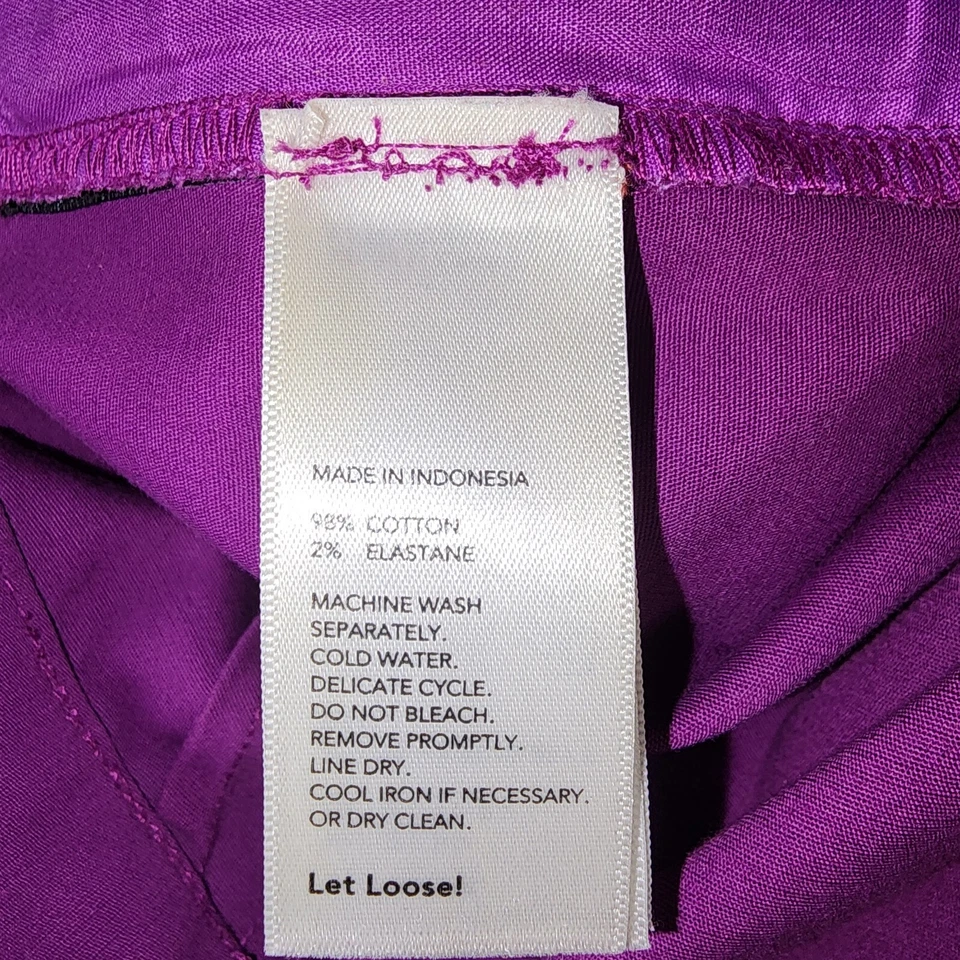 MADE IN INDONESIA
98% COTTON
2% ELASTANE
MACHINE WASH
SEPARATELY.
COLD WATER.
DELICATE CYCLE.
DO NOT BLEACH.
REMOVE PROMPTLY.
LINE DRY.
COOL IRON IF NECESSARY.
OR DRY CLEAN.
Let Loose!